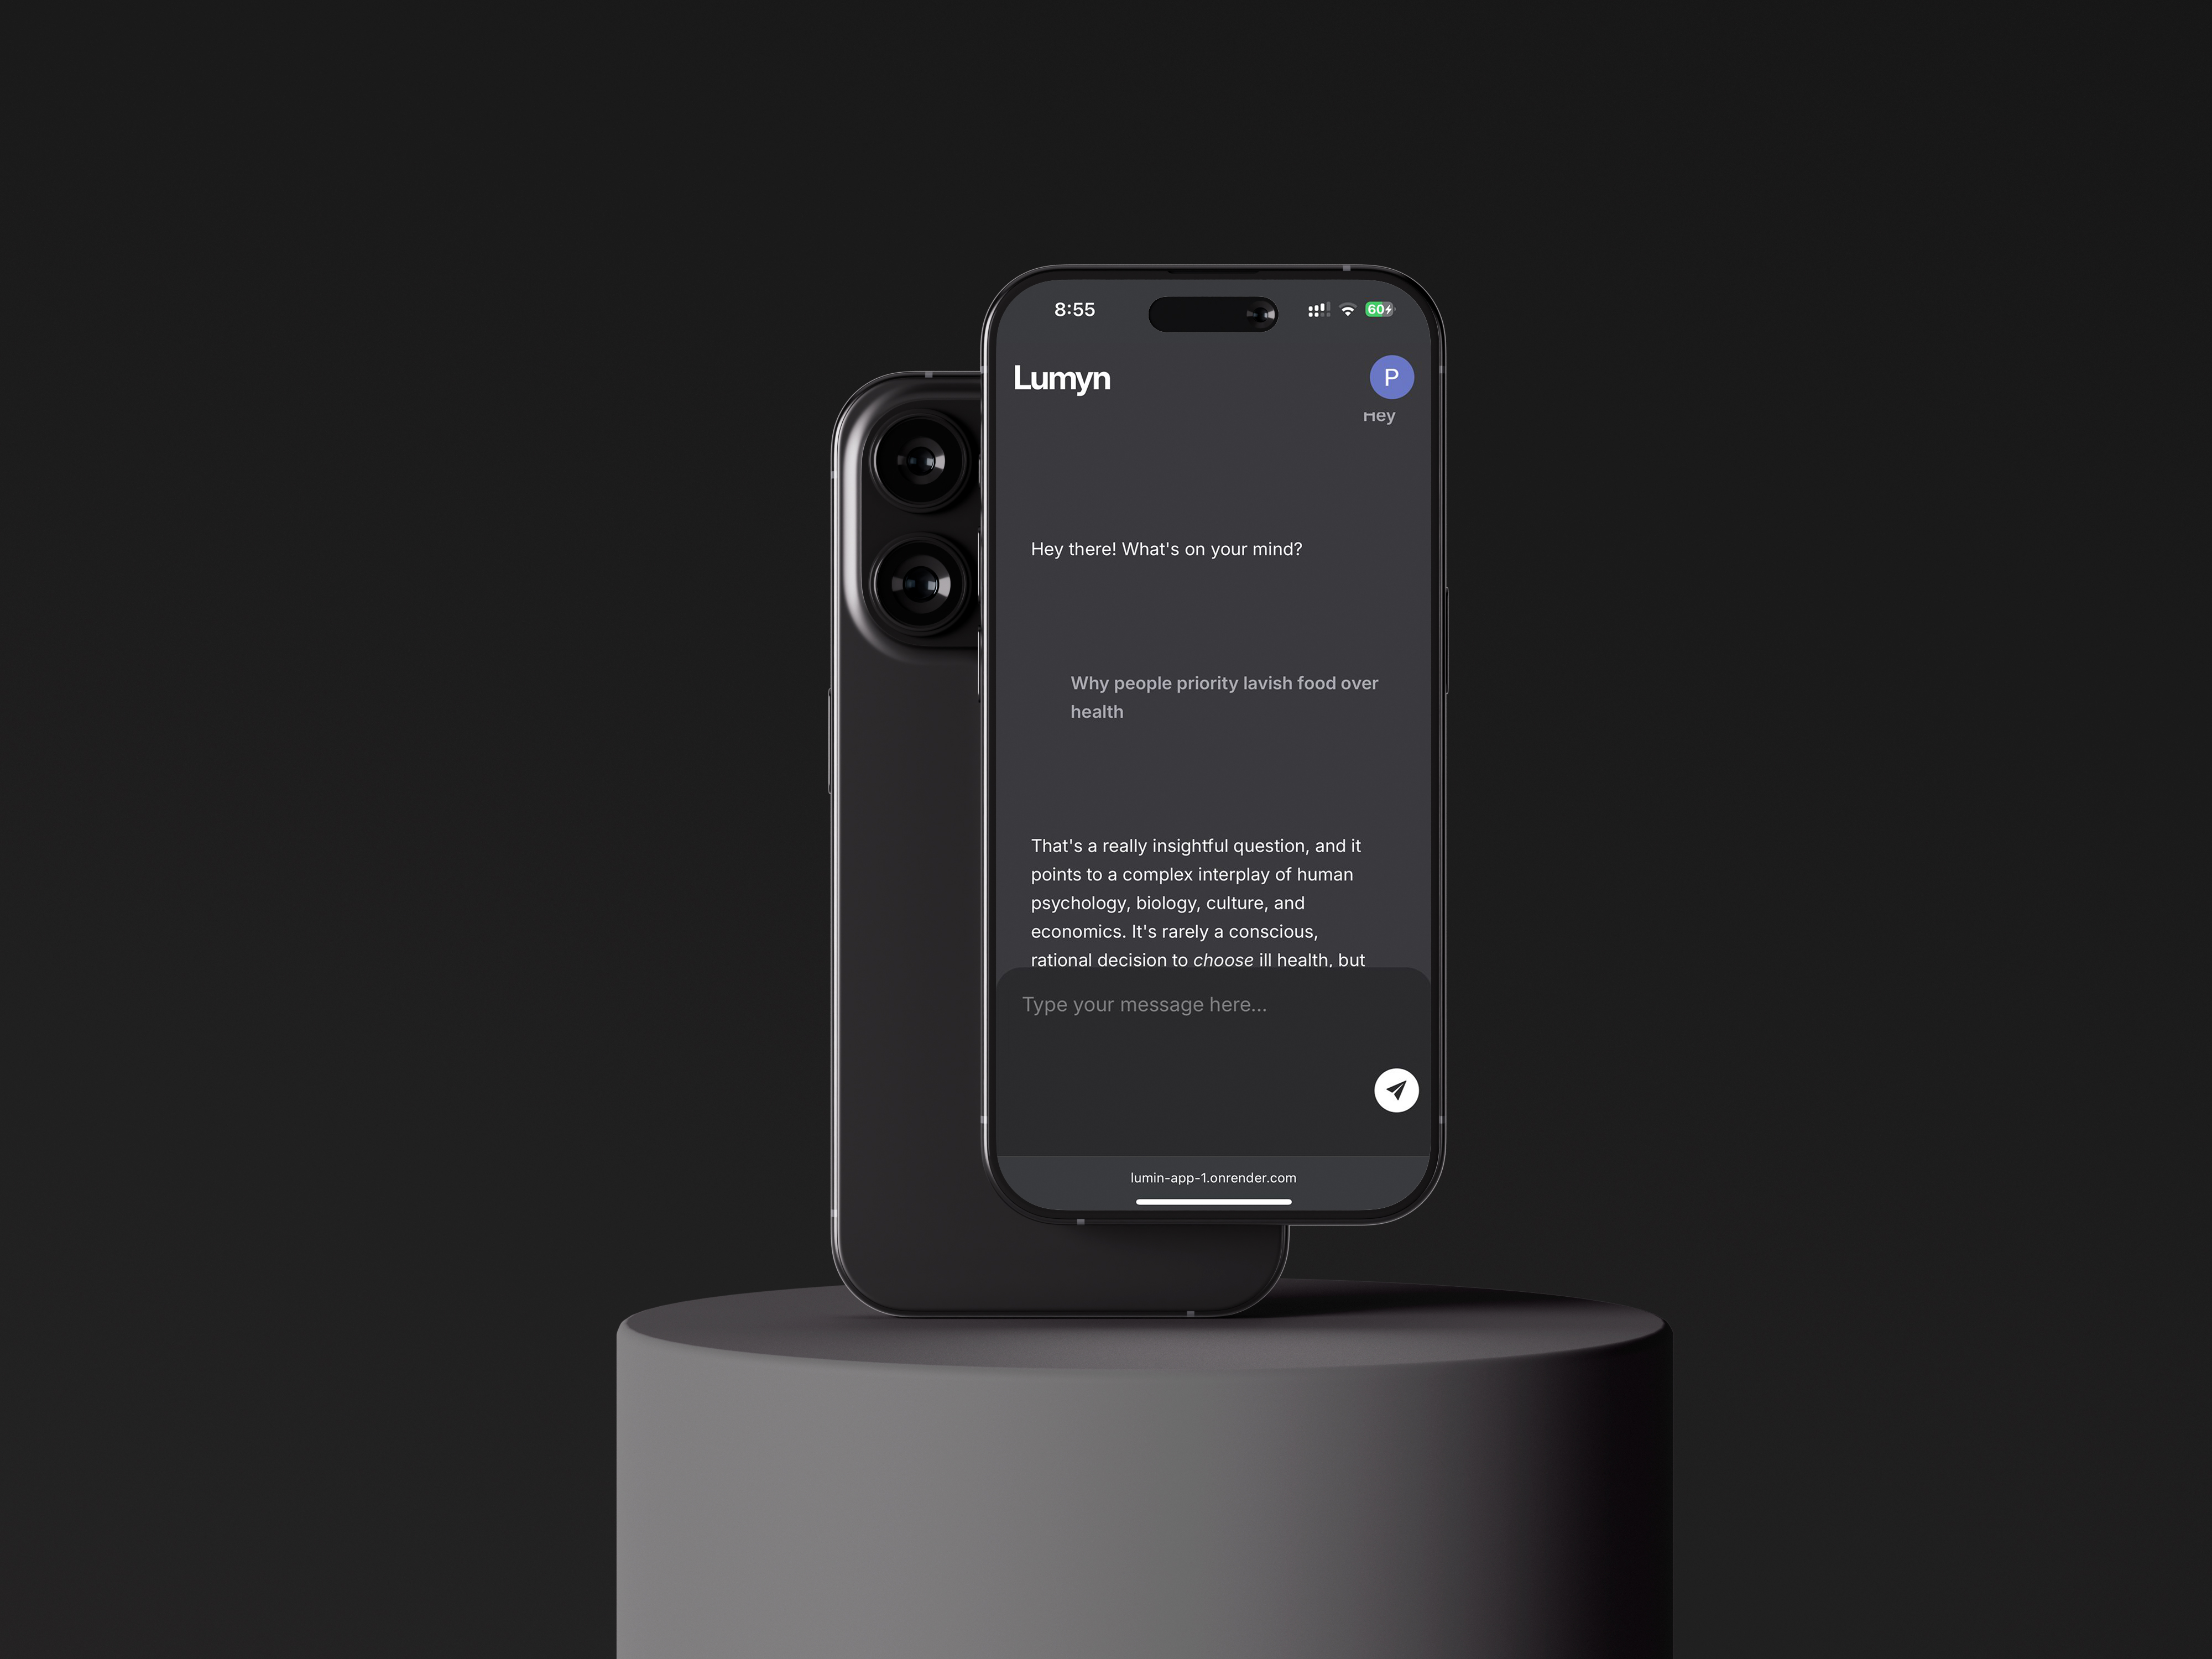 8:55
60
Lumyn
P
Hey
Hey there! What's on your mind?
Why people priority lavish food over
health
That's a really insightful question, and it
points to a complex interplay of human
psychology, biology, culture, and
economics. It's rarely a conscious,
rational decision to choose ill health, but
Type your message here...
lumin-app-1.onrender.com